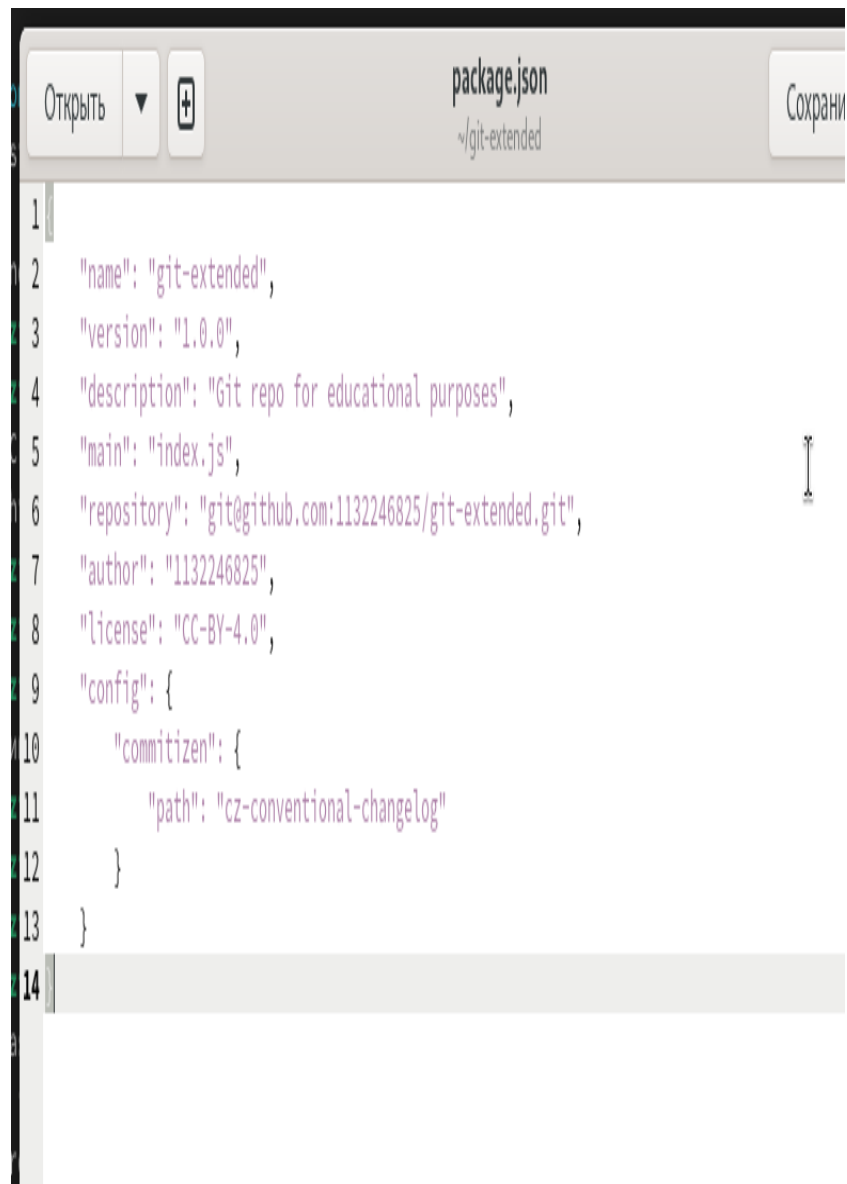 Открыть
package.json
~/git-extended
1 {
2 "name": "git-extended",
3 "version": "1.0.0",
4 "description": "Git repo for educational purposes",
5 "main": "index.js",
6 "repository": "git@github.com:1132246825/git-extended.git",
7 "author": "1132246825",
8 "license": "CC-BY-4.0",
9 "config": {
10 "commitizen": {
11 "path": "cz-conventional-changelog"
12 }
13 }
14 }